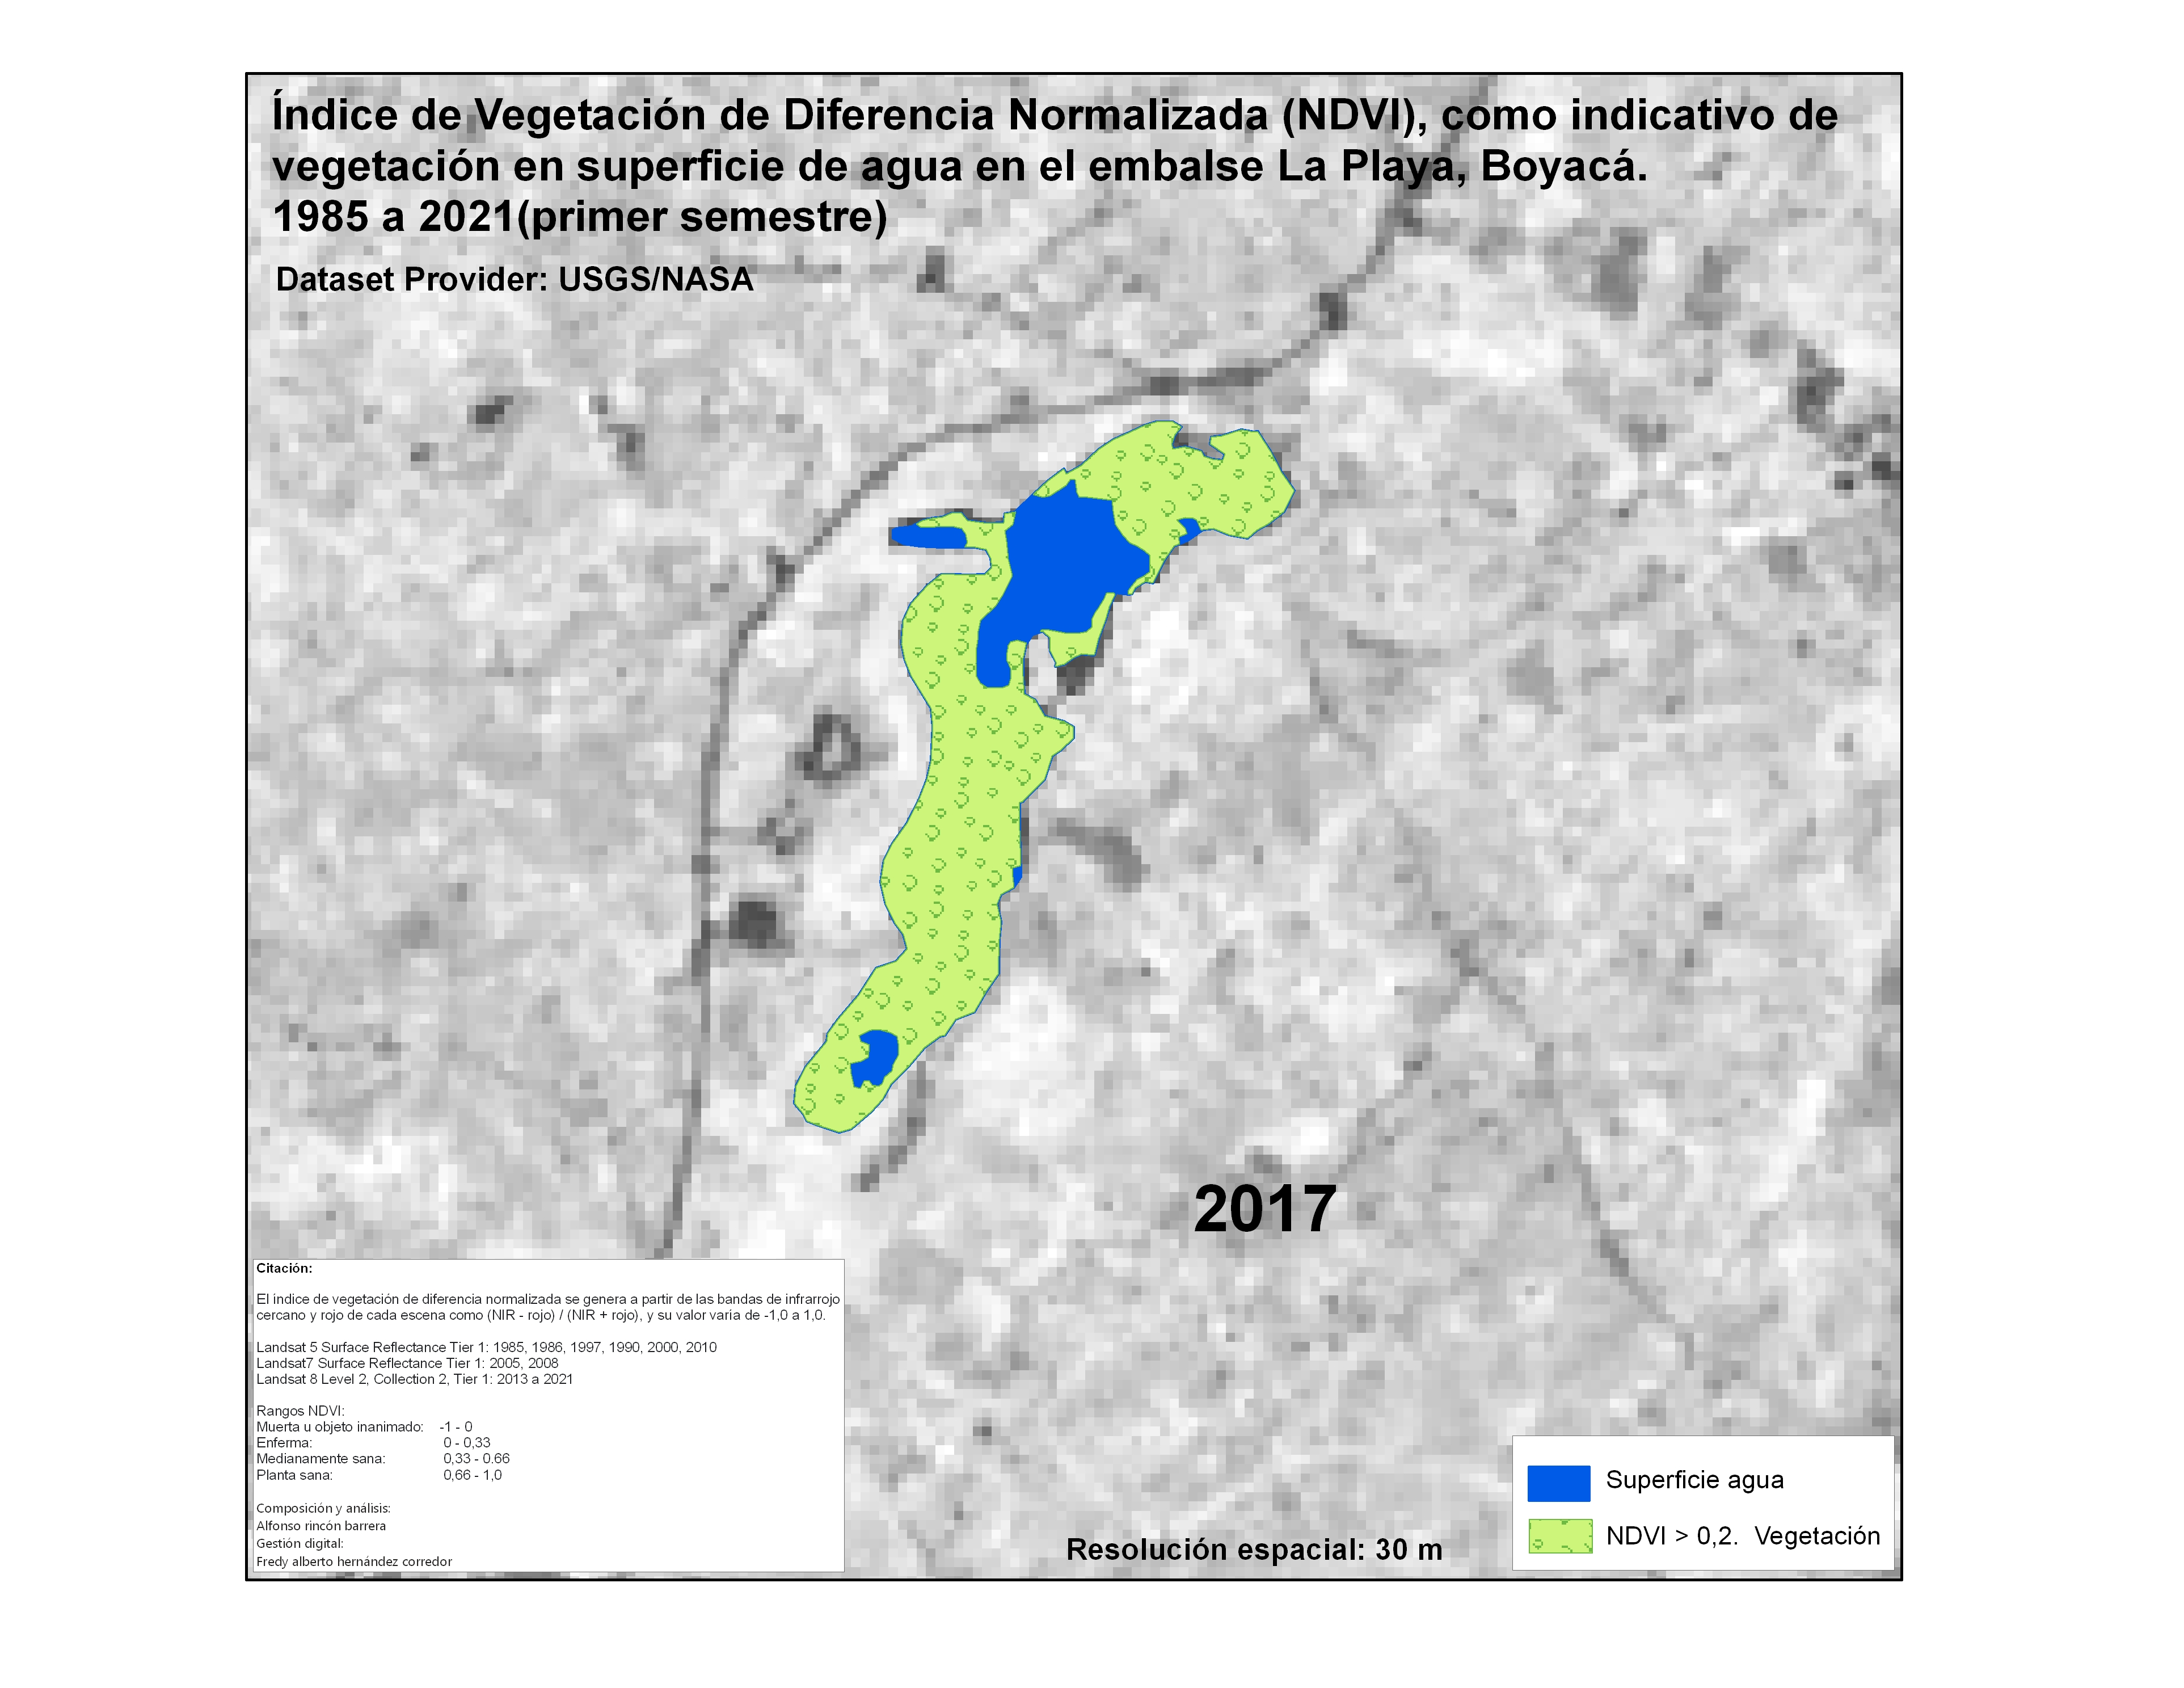 Índice de Vegetación de Diferencia Normalizada (NDVI), como indicativo de
vegetación en superficie de agua en el embalse La Playa, Boyacá.
1985 a 2021(primer semestre)
Dataset Provider: USGS/NASA
2017
Citación:
El indice de vegetación de diferencia normalizada se genera a partir de las bandas de infrarrojo
cercano y rojo de cada escena como (NIR - rojo) / (NIR + rojo), y su valor varia de -1,0 a 1,0.
Landsat 5 Surface Reflectance Tier 1: 1985, 1986, 1997, 1990, 2000, 2010
Landsat7 Surface Reflectance Tier 1: 2005, 2008
Landsat 8 Level 2, Collection 2, Tier 1: 2013 a 2021
Rangos NDVI:
Muerta u objeto inanimado: -1 - 0
Enferma: 0 - 0,33
Medianamente sana: 0,33 - 0.66
Planta sana: 0,66 - 1,0
Composición y análisis:
Alfonso rincón barrera
Gestión digital:
Fredy alberto hernández corredor
Resolución espacial: 30 m
Superficie agua
NDVI > 0,2. Vegetación